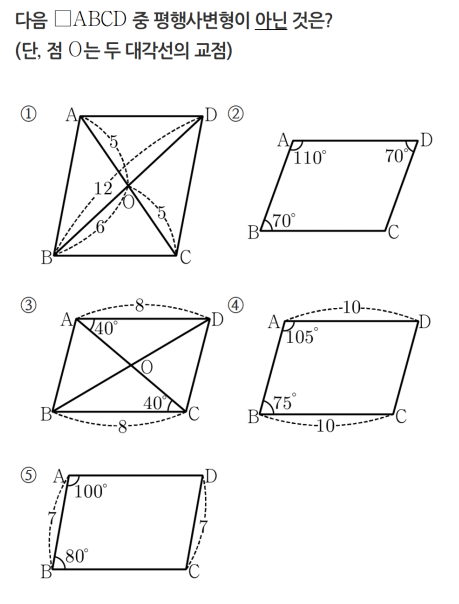 다음 □ABCD 중 평행사변형이 아닌 것은?
(단, 점 O는 두 대각선의 교점)
① A D
5
12
O
5
6
B C
② A D
110° 70°
70°
B C
③ 8
A D
40°
O
40°
B C
8
④ 10
A D
105°
75°
B C
10
⑤ A D
100°
7
7
80°
B C